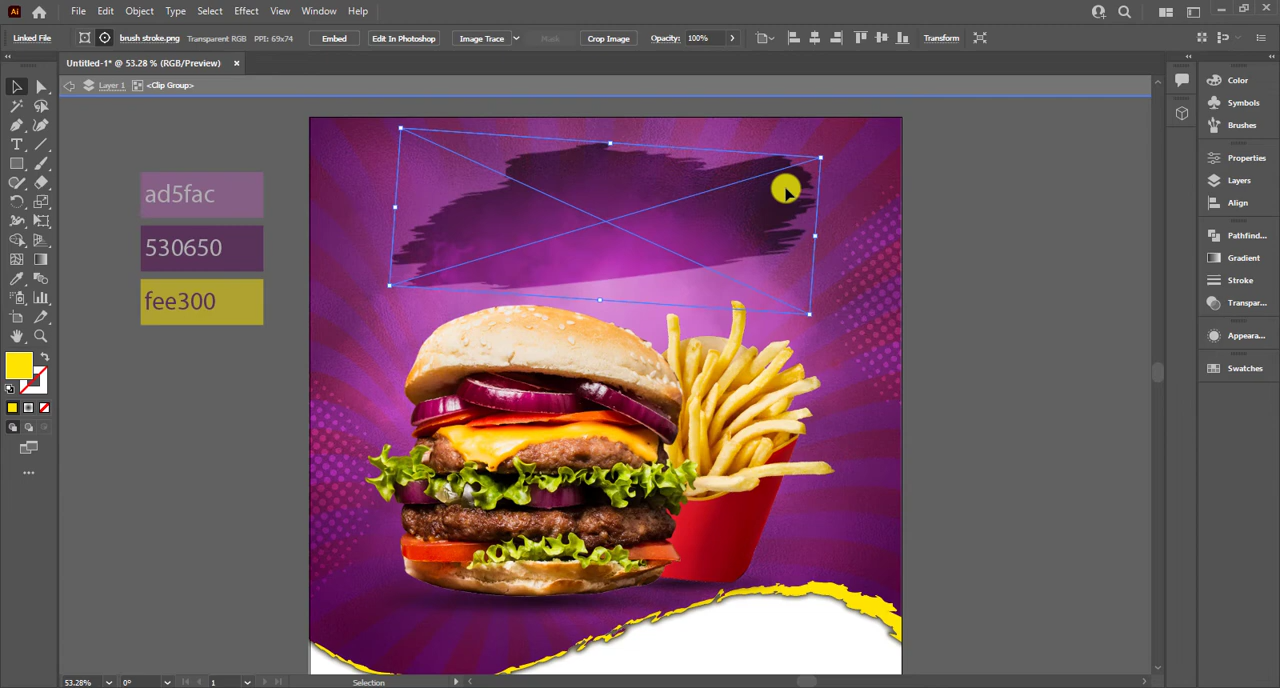 Ai File Edit Object Type Select Effect View Window Help
Linked File brush stroke.png Transparent RGB PPI: 69x74 Embed Edit In Photoshop Image Trace Mask Crop Image Opacity: 100% Transform
Untitled-1* @ 53.28 % (RGB/Preview)
Layer 1 <Clip Group>
ad5fac
530650
fee300
Color
Symbols
Brushes
Properties
Layers
Align
Pathfind...
Gradient
Stroke
Transpar...
Appeara...
Swatches
53.28% 0° 1 Selection